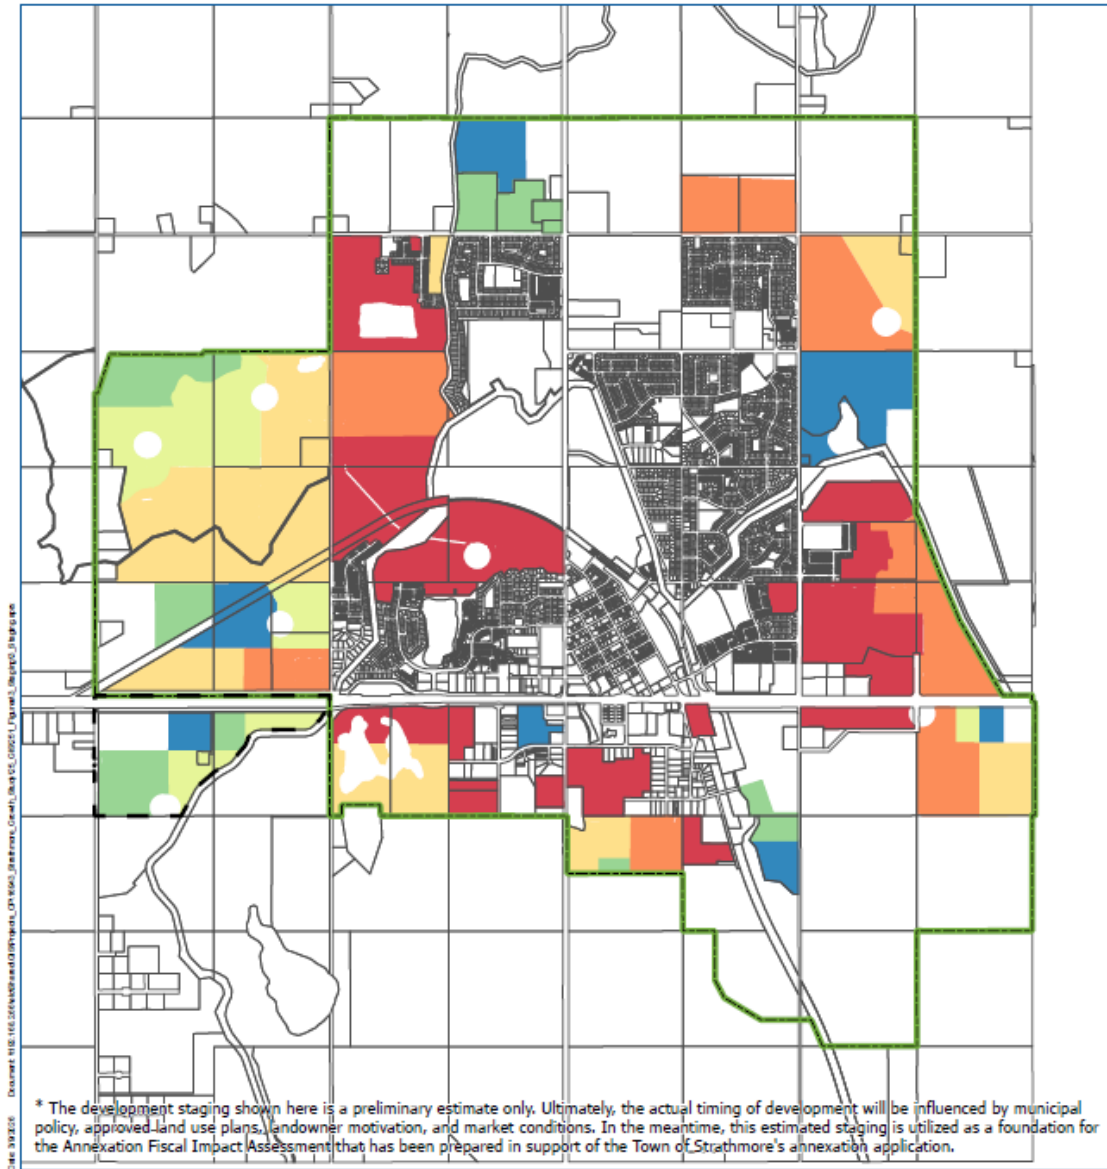 * The development staging shown here is a preliminary estimate only. Ultimately, the actual timing of development will be influenced by municipal
policy, approved land use plans, landowner motivation, and market conditions. In the meantime, this estimated staging is utilized as a foundation for
the Annexation Fiscal Impact Assessment that has been prepared in support of the Town of Strathmore's annexation application.